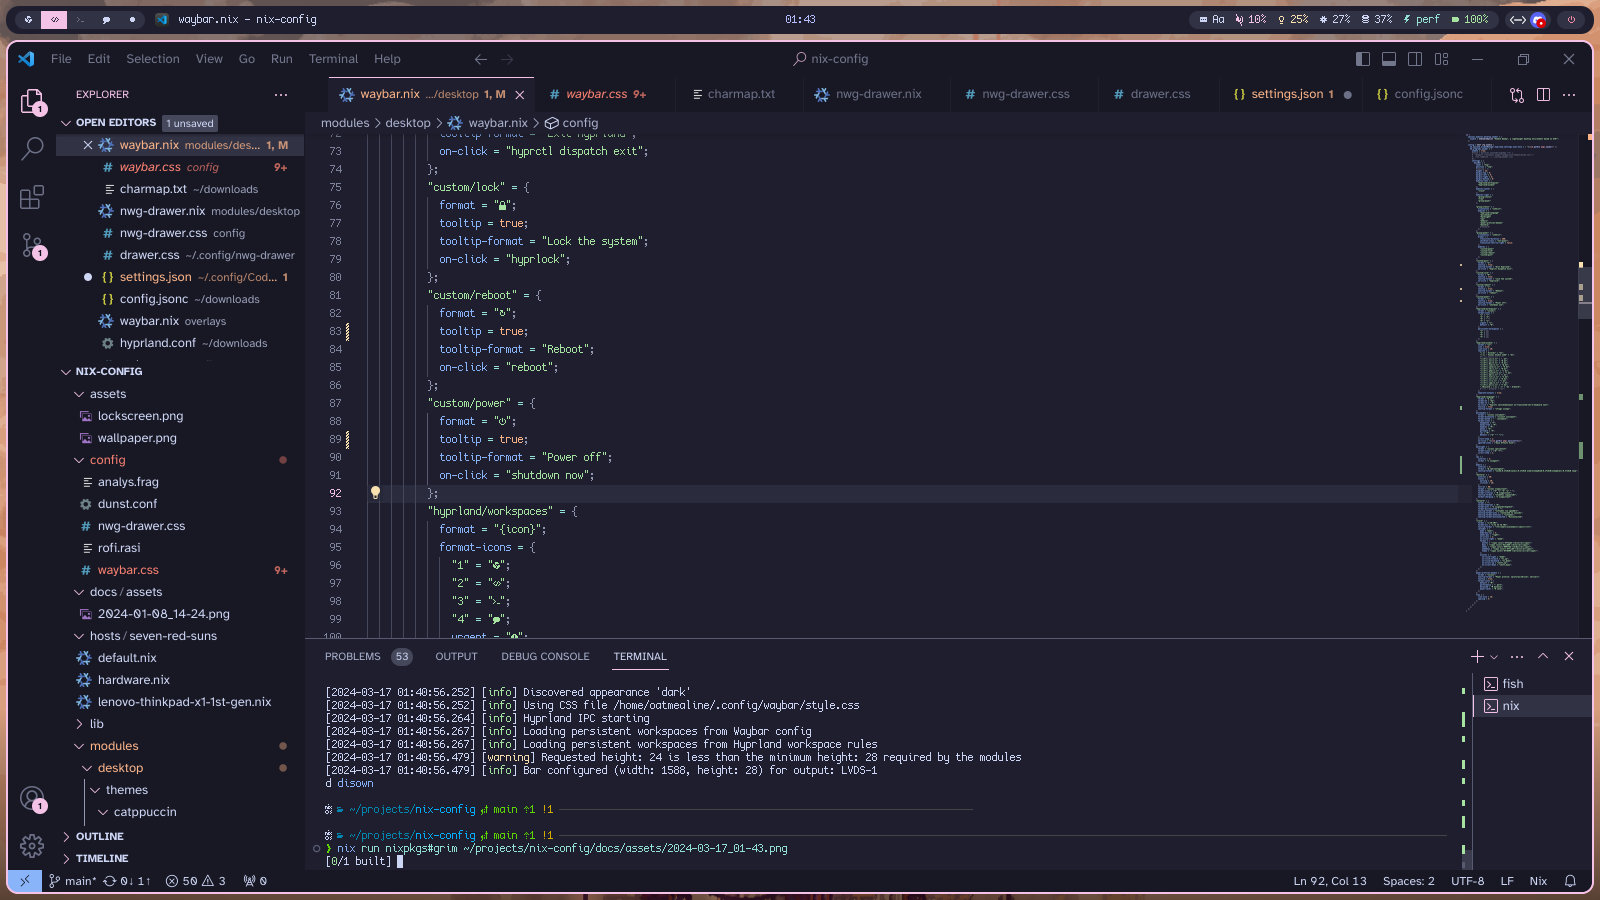 waybar.nix - nix-config
01:43
Aa 10% 25% 27% 37% perf 100%
File Edit Selection View Go Run Terminal Help
nix-config
EXPLORER
waybar.nix .../desktop 1, M
waybar.css 9+
charmap.txt
nwg-drawer.nix
nwg-drawer.css
drawer.css
settings.json 1
config.jsonc
modules > desktop > waybar.nix > config
OPEN EDITORS 1 unsaved
waybar.nix modules/des... 1, M
waybar.css config 9+
charmap.txt ~/downloads
nwg-drawer.nix modules/desktop
nwg-drawer.css config
drawer.css ~/.config/nwg-drawer
settings.json ~/.config/Cod... 1
config.jsonc ~/downloads
waybar.nix overlays
hyprland.conf ~/downloads
NIX-CONFIG
assets
lockscreen.png
wallpaper.png
config
analys.frag
dunst.conf
nwg-drawer.css
rofi.rasi
waybar.css 9+
docs / assets
2024-01-08_14-24.png
hosts / seven-red-suns
default.nix
hardware.nix
lenovo-thinkpad-x1-1st-gen.nix
lib
modules
desktop
themes
catppuccin
OUTLINE
TIMELINE
72 tooltip-format = "Exit Hyprland";
73 on-click = "hyprctl dispatch exit";
74 };
75 "custom/lock" = {
76 format = "";
77 tooltip = true;
78 tooltip-format = "Lock the system";
79 on-click = "hyprlock";
80 };
81 "custom/reboot" = {
82 format = "↻";
83 tooltip = true;
84 tooltip-format = "Reboot";
85 on-click = "reboot";
86 };
87 "custom/power" = {
88 format = "⏻";
89 tooltip = true;
90 tooltip-format = "Power off";
91 on-click = "shutdown now";
92 };
93 "hyprland/workspaces" = {
94 format = "{icon}";
95 format-icons = {
96 "1" = "";
97 "2" = "";
98 "3" = "";
99 "4" = "";
100 urgent = "";
PROBLEMS 53 OUTPUT DEBUG CONSOLE TERMINAL
[2024-03-17 01:40:56.252] [info] Discovered appearance 'dark'
[2024-03-17 01:40:56.252] [info] Using CSS file /home/oatmealine/.config/waybar/style.css
[2024-03-17 01:40:56.264] [info] Hyprland IPC starting
[2024-03-17 01:40:56.267] [info] Loading persistent workspaces from Waybar config
[2024-03-17 01:40:56.267] [info] Loading persistent workspaces from Hyprland workspace rules
[2024-03-17 01:40:56.479] [warning] Requested height: 24 is less than the minimum height: 28 required by the modules
[2024-03-17 01:40:56.479] [info] Bar configured (width: 1588, height: 28) for output: LVDS-1
d disown
~/projects/nix-config main ↑1 !1
~/projects/nix-config main ↑1 !1
❯ nix run nixpkgs#grim ~/projects/nix-config/docs/assets/2024-03-17_01-43.png
[0/1 built]
fish
nix
main* 0↓ 1↑ 50 3 0
Ln 92, Col 13 Spaces: 2 UTF-8 LF Nix